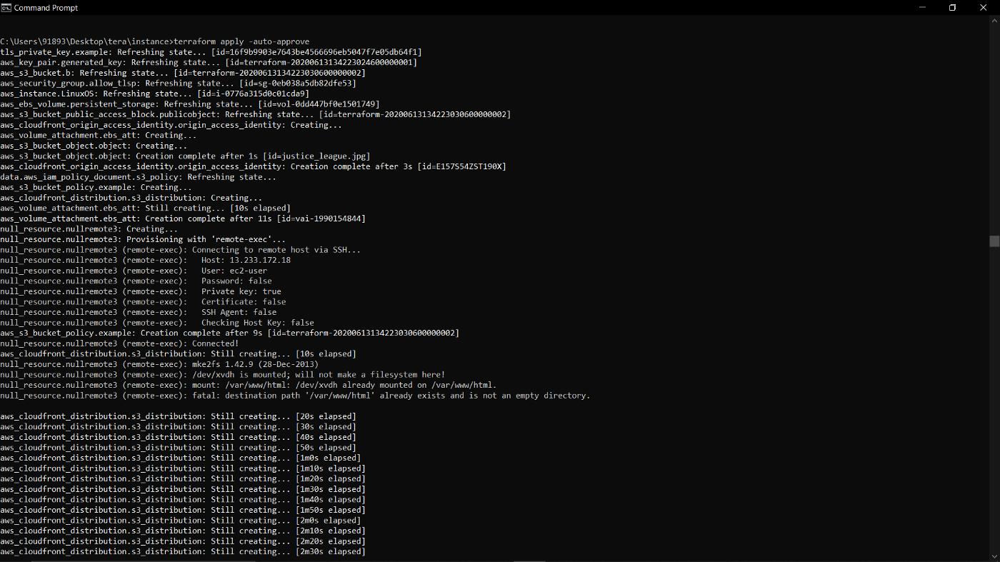 Command Prompt
C:\Users\91893\Desktop\tera\instance>terraform apply -auto-approve
tls_private_key.example: Refreshing state... [id=16f9b9903e7643be4566696eb5047f7e05db64f1]
aws_key_pair.generated_key: Refreshing state... [id=terraform-20200613134223024600000001]
aws_s3_bucket.b: Refreshing state... [id=terraform-20200613134223030600000002]
aws_security_group.allow_tlsp: Refreshing state... [id=sg-0eb038a5db82dfe53]
aws_instance.LinuxOS: Refreshing state... [id=i-0776a315d0c01cda9]
aws_ebs_volume.persistent_storage: Refreshing state... [id=vol-0dd447bf0e1501749]
aws_s3_bucket_public_access_block.publicobject: Refreshing state... [id=terraform-20200613134223030600000002]
aws_cloudfront_origin_access_identity.origin_access_identity: Creating...
aws_volume_attachment.ebs_att: Creating...
aws_s3_bucket_object.object: Creating...
aws_s3_bucket_object.object: Creation complete after 1s [id=justice_league.jpg]
aws_cloudfront_origin_access_identity.origin_access_identity: Creation complete after 3s [id=E157S54ZST190X]
data.aws_iam_policy_document.s3_policy: Refreshing state...
aws_s3_bucket_policy.example: Creating...
aws_cloudfront_distribution.s3_distribution: Creating...
aws_volume_attachment.ebs_att: Still creating... [10s elapsed]
aws_volume_attachment.ebs_att: Creation complete after 11s [id=vai-1990154844]
null_resource.nullremote3: Creating...
null_resource.nullremote3: Provisioning with 'remote-exec'...
null_resource.nullremote3 (remote-exec): Connecting to remote host via SSH...
null_resource.nullremote3 (remote-exec):   Host: 13.233.172.18
null_resource.nullremote3 (remote-exec):   User: ec2-user
null_resource.nullremote3 (remote-exec):   Password: false
null_resource.nullremote3 (remote-exec):   Private key: true
null_resource.nullremote3 (remote-exec):   Certificate: false
null_resource.nullremote3 (remote-exec):   SSH Agent: false
null_resource.nullremote3 (remote-exec):   Checking Host Key: false
aws_s3_bucket_policy.example: Creation complete after 9s [id=terraform-20200613134223030600000002]
null_resource.nullremote3 (remote-exec): Connected!
aws_cloudfront_distribution.s3_distribution: Still creating... [10s elapsed]
null_resource.nullremote3 (remote-exec): mke2fs 1.42.9 (28-Dec-2013)
null_resource.nullremote3 (remote-exec): /dev/xvdh is mounted; will not make a filesystem here!
null_resource.nullremote3 (remote-exec): mount: /var/www/html: /dev/xvdh already mounted on /var/www/html.
null_resource.nullremote3 (remote-exec): fatal: destination path '/var/www/html' already exists and is not an empty directory.
aws_cloudfront_distribution.s3_distribution: Still creating... [20s elapsed]
aws_cloudfront_distribution.s3_distribution: Still creating... [30s elapsed]
aws_cloudfront_distribution.s3_distribution: Still creating... [40s elapsed]
aws_cloudfront_distribution.s3_distribution: Still creating... [50s elapsed]
aws_cloudfront_distribution.s3_distribution: Still creating... [1m0s elapsed]
aws_cloudfront_distribution.s3_distribution: Still creating... [1m10s elapsed]
aws_cloudfront_distribution.s3_distribution: Still creating... [1m20s elapsed]
aws_cloudfront_distribution.s3_distribution: Still creating... [1m30s elapsed]
aws_cloudfront_distribution.s3_distribution: Still creating... [1m40s elapsed]
aws_cloudfront_distribution.s3_distribution: Still creating... [1m50s elapsed]
aws_cloudfront_distribution.s3_distribution: Still creating... [2m0s elapsed]
aws_cloudfront_distribution.s3_distribution: Still creating... [2m10s elapsed]
aws_cloudfront_distribution.s3_distribution: Still creating... [2m20s elapsed]
aws_cloudfront_distribution.s3_distribution: Still creating... [2m30s elapsed]